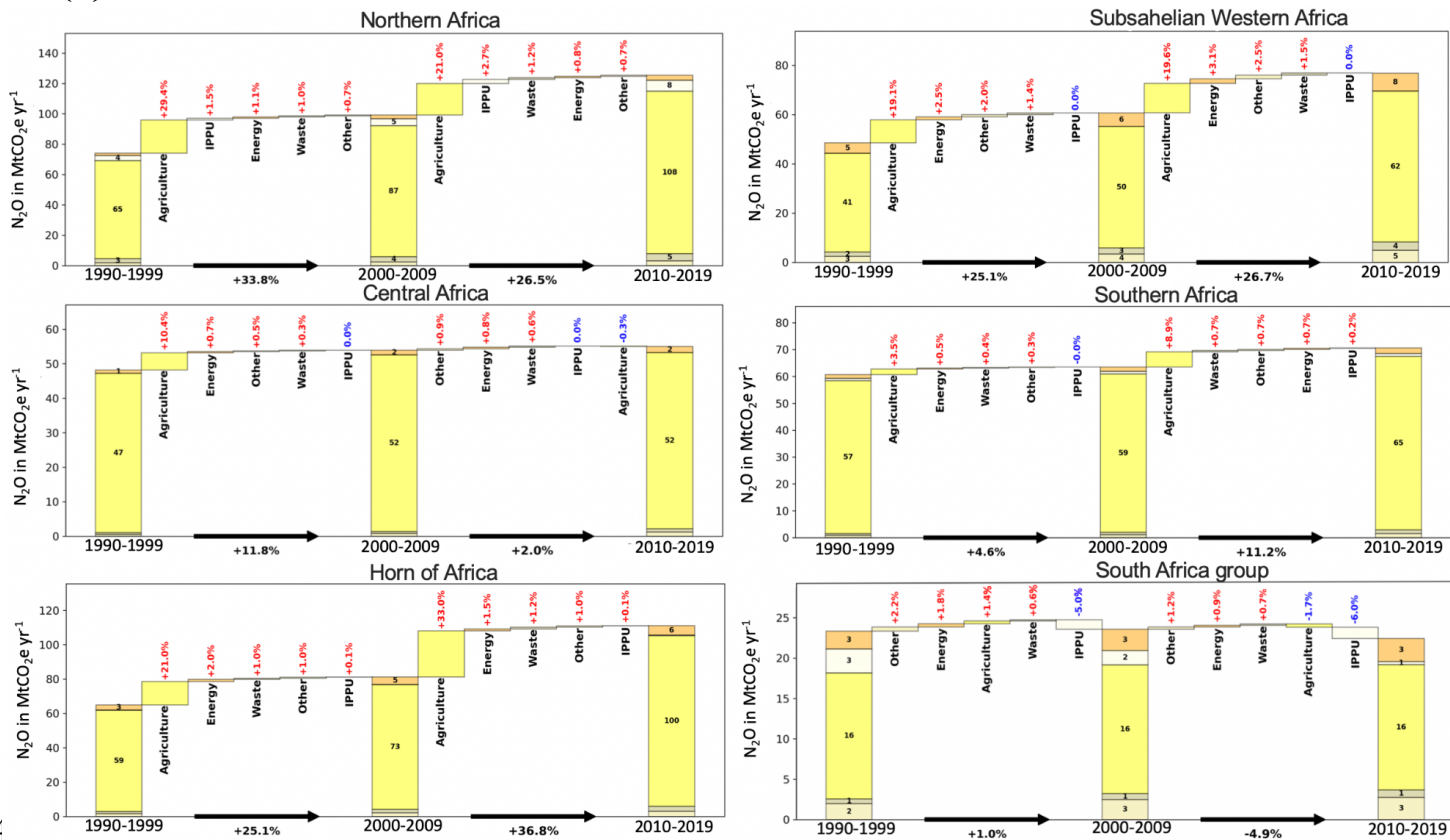 Northern Africa
N₂O in MtCO₂e yr⁻¹
140
120
100
80
60
40
20
0
4
65
3
+29.4%
Agriculture
+1.5%
IPPU
+1.1%
Energy
+1.0%
Waste
+0.7%
Other
5
87
4
+21.0%
Agriculture
+2.7%
IPPU
+1.2%
Waste
+0.8%
Energy
+0.7%
Other
8
108
5
1990-1999
+33.8%
2000-2009
+26.5%
2010-2019
Subsahelian Western Africa
N₂O in MtCO₂e yr⁻¹
80
60
40
20
0
5
41
2
3
+19.1%
Agriculture
+2.5%
Energy
+2.0%
Other
+1.4%
Waste
0.0%
IPPU
6
50
3
4
+19.6%
Agriculture
+3.1%
Energy
+2.5%
Other
+1.5%
Waste
0.0%
IPPU
8
62
4
5
1990-1999
+25.1%
2000-2009
+26.7%
2010-2019
Central Africa
N₂O in MtCO₂e yr⁻¹
60
50
40
30
20
10
0
1
47
+10.4%
Agriculture
+0.7%
Energy
+0.5%
Other
+0.3%
Waste
0.0%
IPPU
2
52
+0.9%
Other
+0.8%
Energy
+0.6%
Waste
0.0%
IPPU
-0.3%
Agriculture
2
52
1990-1999
+11.8%
2000-2009
+2.0%
2010-2019
Southern Africa
N₂O in MtCO₂e yr⁻¹
80
70
60
50
40
30
20
10
0
57
+3.5%
Agriculture
+0.5%
Energy
+0.4%
Waste
+0.3%
Other
-0.0%
IPPU
59
+8.9%
Agriculture
+0.7%
Waste
+0.7%
Other
+0.7%
Energy
+0.2%
IPPU
65
1990-1999
+4.6%
2000-2009
+11.2%
2010-2019
Horn of Africa
N₂O in MtCO₂e yr⁻¹
120
100
80
60
40
20
0
3
59
+21.0%
Agriculture
+2.0%
Energy
+1.0%
Waste
+1.0%
Other
+0.1%
IPPU
5
73
+33.0%
Agriculture
+1.5%
Energy
+1.2%
Waste
+1.0%
Other
+0.1%
IPPU
6
100
1990-1999
+25.1%
2000-2009
+36.8%
2010-2019
South Africa group
N₂O in MtCO₂e yr⁻¹
25
20
15
10
5
0
3
3
16
1
2
+2.2%
Other
+1.8%
Energy
+1.4%
Agriculture
+0.6%
Waste
-5.0%
IPPU
3
2
16
1
3
+1.2%
Other
+0.9%
Energy
+0.7%
Waste
-1.7%
Agriculture
-6.0%
IPPU
3
1
16
1
3
1990-1999
+1.0%
2000-2009
-4.9%
2010-2019